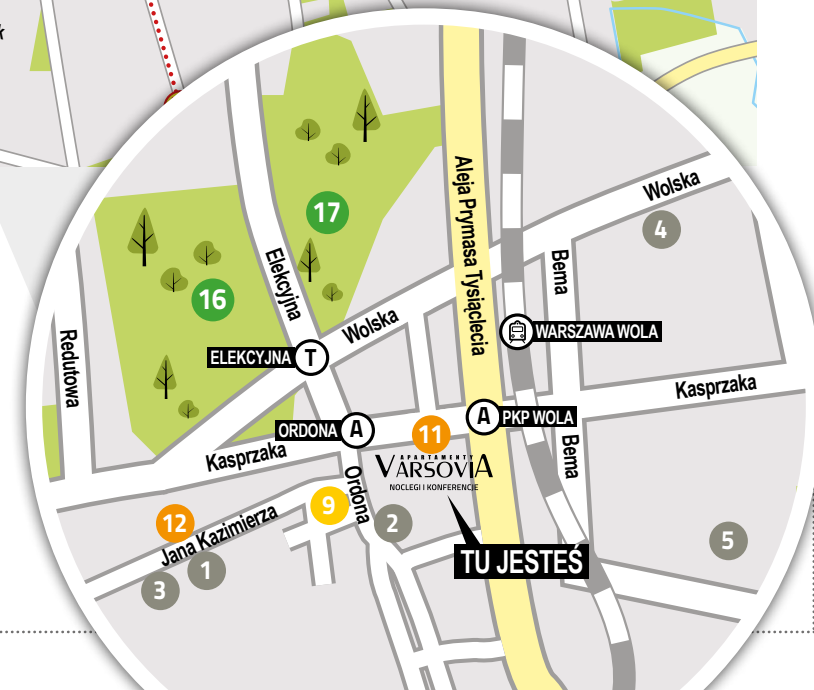 17
16
4
Aleja Prymasa Tysiąclecia
Elekcyjna
Wolska
Wolska
Bema
Redutowa
ELEKCYJNA
T
WARSZAWA WOLA
Kasprzaka
ORDONA
A
11
A
PKP WOLA
Kasprzaka
APARTAMENTY
VARSOVIA
NOCLEGI I KONFERENCJE
Bema
Ordona
9
2
12
Jana Kazimierza
1
3
TU JESTEŚ
5